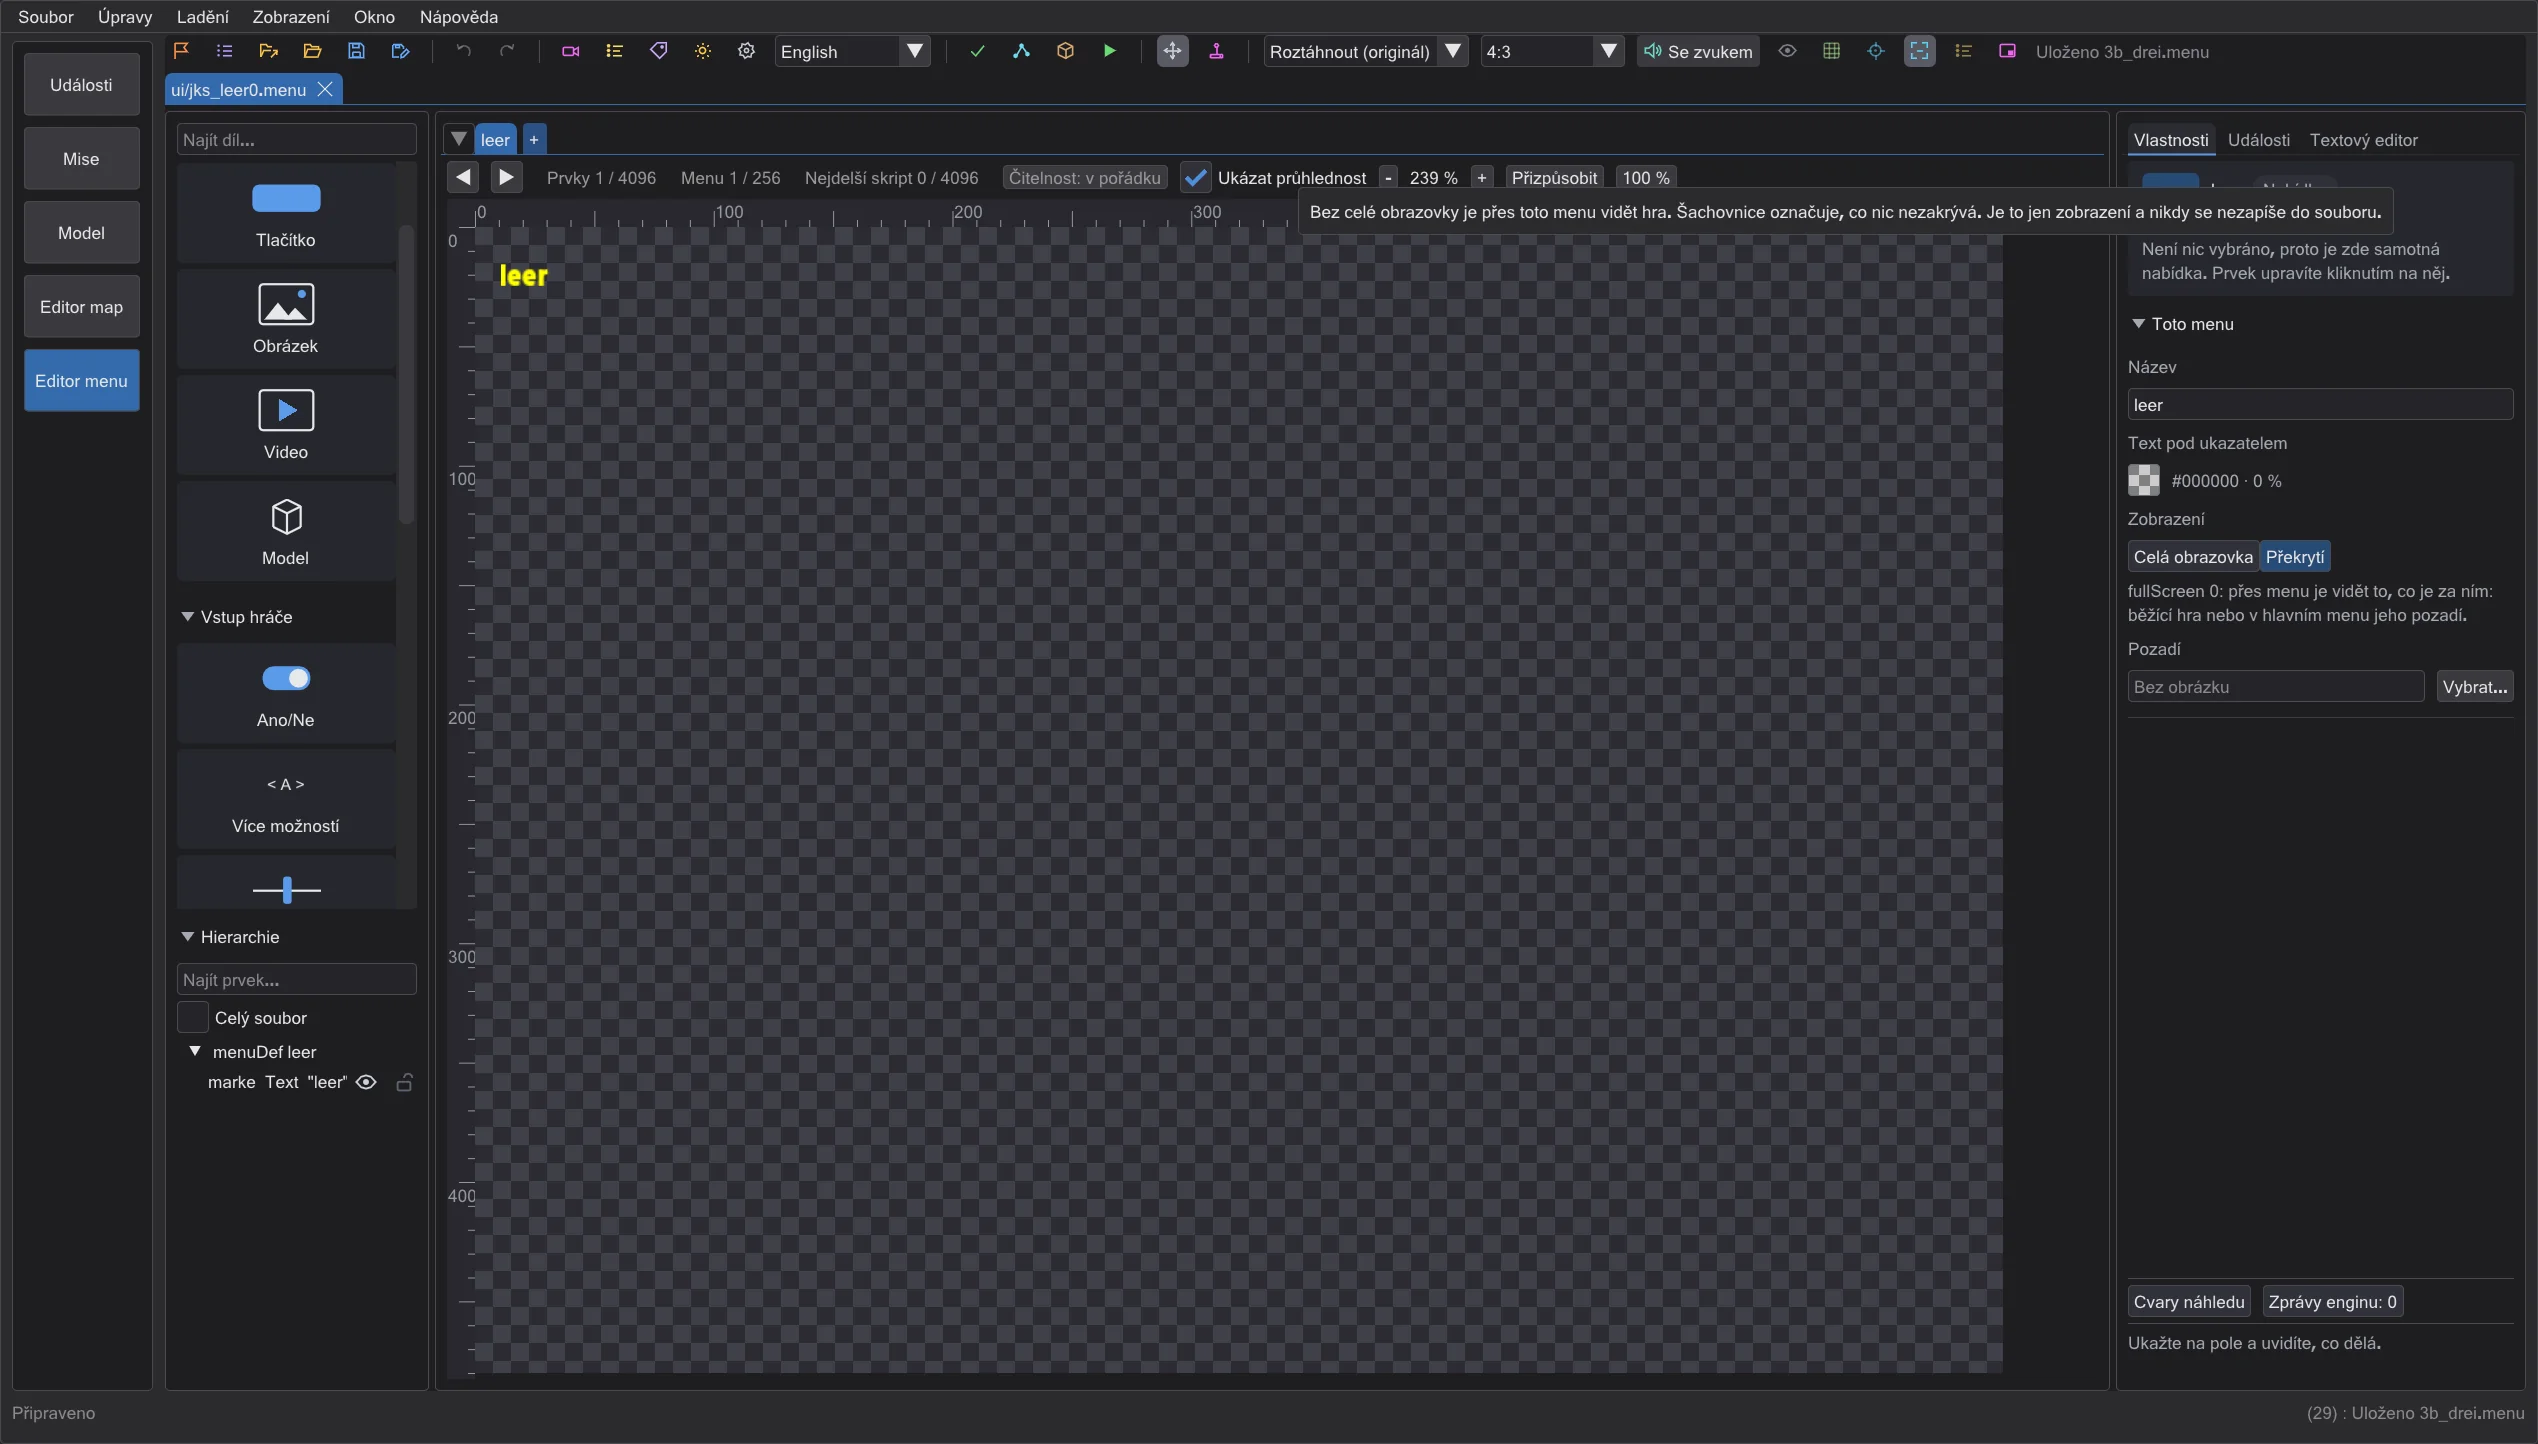 Soubor Úpravy Ladění Zobrazení Okno Nápověda
English Roztáhnout (originál) 4:3 Se zvukem Uloženo 3b_drei.menu
ui/jks_leer0.menu
Události
Mise
Model
Editor map
Editor menu
Najít díl...
Tlačítko
Obrázek
Video
Model
Vstup hráče
Ano/Ne
< A >
Více možností
Hierarchie
Najít prvek...
Celý soubor
menuDef leer
marke Text "leer"
leer +
Prvky 1 / 4096 Menu 1 / 256 Nejdelší skript 0 / 4096 Čitelnost: v pořádku Ukázat průhlednost - 239 % + Přizpůsobit 100 %
Bez celé obrazovky je přes toto menu vidět hra. Šachovnice označuje, co nic nezakrývá. Je to jen zobrazení a nikdy se nezapíše do souboru.
0 100 200 300
0
100
200
300
400
leer
Vlastnosti Události Textový editor
Není nic vybráno, proto je zde samotná
nabídka. Prvek upravíte kliknutím na něj.
Toto menu
Název
leer
Text pod ukazatelem
#000000 · 0 %
Zobrazení
Celá obrazovka Překrytí
fullScreen 0: přes menu je vidět to, co je za ním:
běžící hra nebo v hlavním menu jeho pozadí.
Pozadí
Bez obrázku Vybrat...
Cvary náhledu Zprávy enginu: 0
Ukažte na pole a uvidíte, co dělá.
Připraveno
(29) : Uloženo 3b_drei.menu